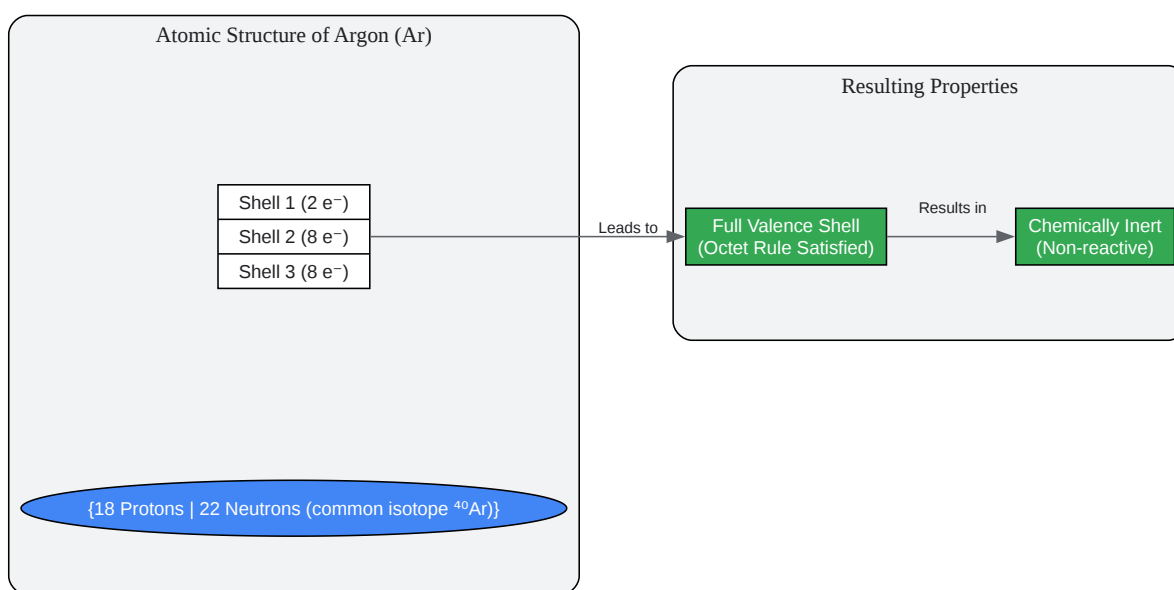 Atomic Structure of Argon (Ar)
Shell 1 (2 e⁻)
Shell 2 (8 e⁻)
Shell 3 (8 e⁻)
{18 Protons | 22 Neutrons (common isotope ⁴⁰Ar)}
Leads to
Resulting Properties
Full Valence Shell
(Octet Rule Satisfied)
Results in
Chemically Inert
(Non-reactive)